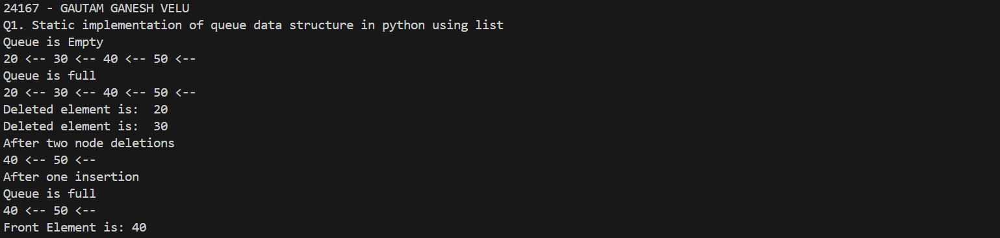 24167 - GAUTAM GANESH VELU
Q1. Static implementation of queue data structure in python using list
Queue is Empty
20 <-- 30 <-- 40 <-- 50 <--
Queue is full
20 <-- 30 <-- 40 <-- 50 <--
Deleted element is:  20
Deleted element is:  30
After two node deletions
40 <-- 50 <--
After one insertion
Queue is full
40 <-- 50 <--
Front Element is: 40